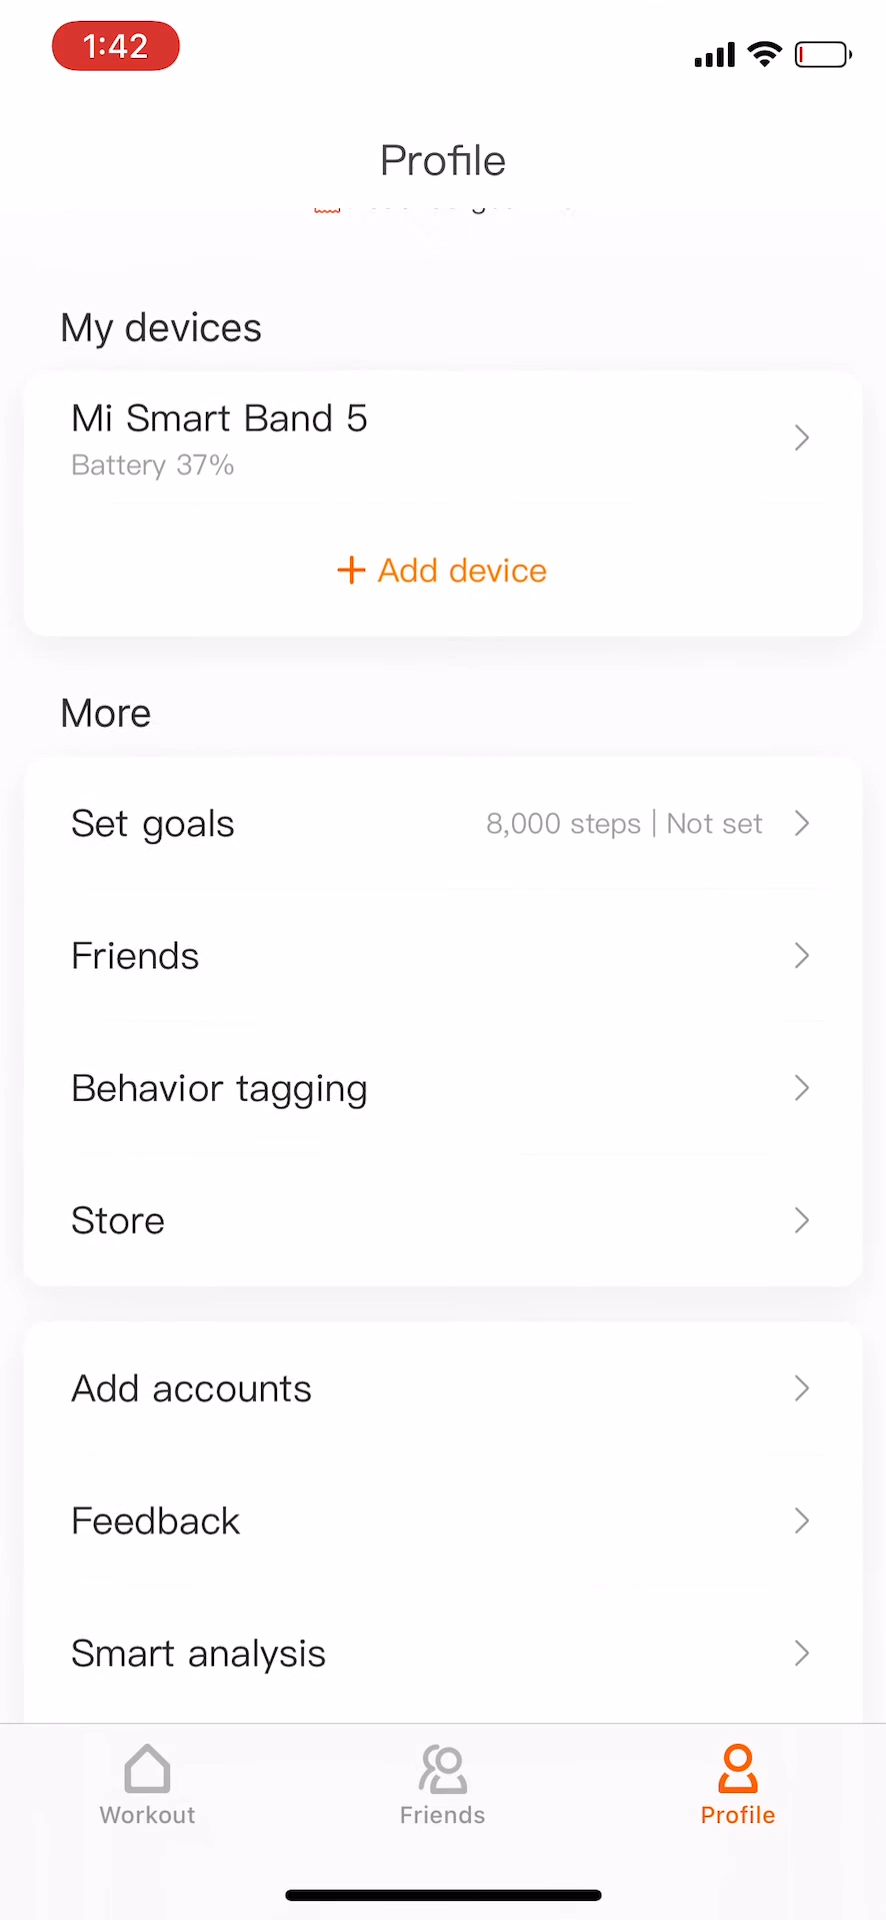 1:42
Profile
My devices
Mi Smart Band 5
Battery 37%
+ Add device
More
Set goals 8,000 steps | Not set
Friends
Behavior tagging
Store
Add accounts
Feedback
Smart analysis
Workout Friends Profile